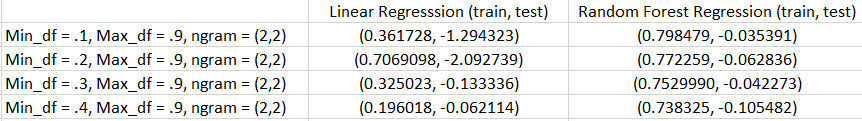 Linear Regresssion (train, test) Random Forest Regression (train, test)
Min_df = .1, Max_df = .9, ngram = (2,2) (0.361728, -1.294323) (0.798479, -0.035391)
Min_df = .2, Max_df = .9, ngram = (2,2) (0.7069098, -2.092739) (0.772259, -0.062836)
Min_df = .3, Max_df = .9, ngram = (2,2) (0.325023, -0.133336) (0.7529990, -0.042273)
Min_df = .4, Max_df = .9, ngram = (2,2) (0.196018, -0.062114) (0.738325, -0.105482)